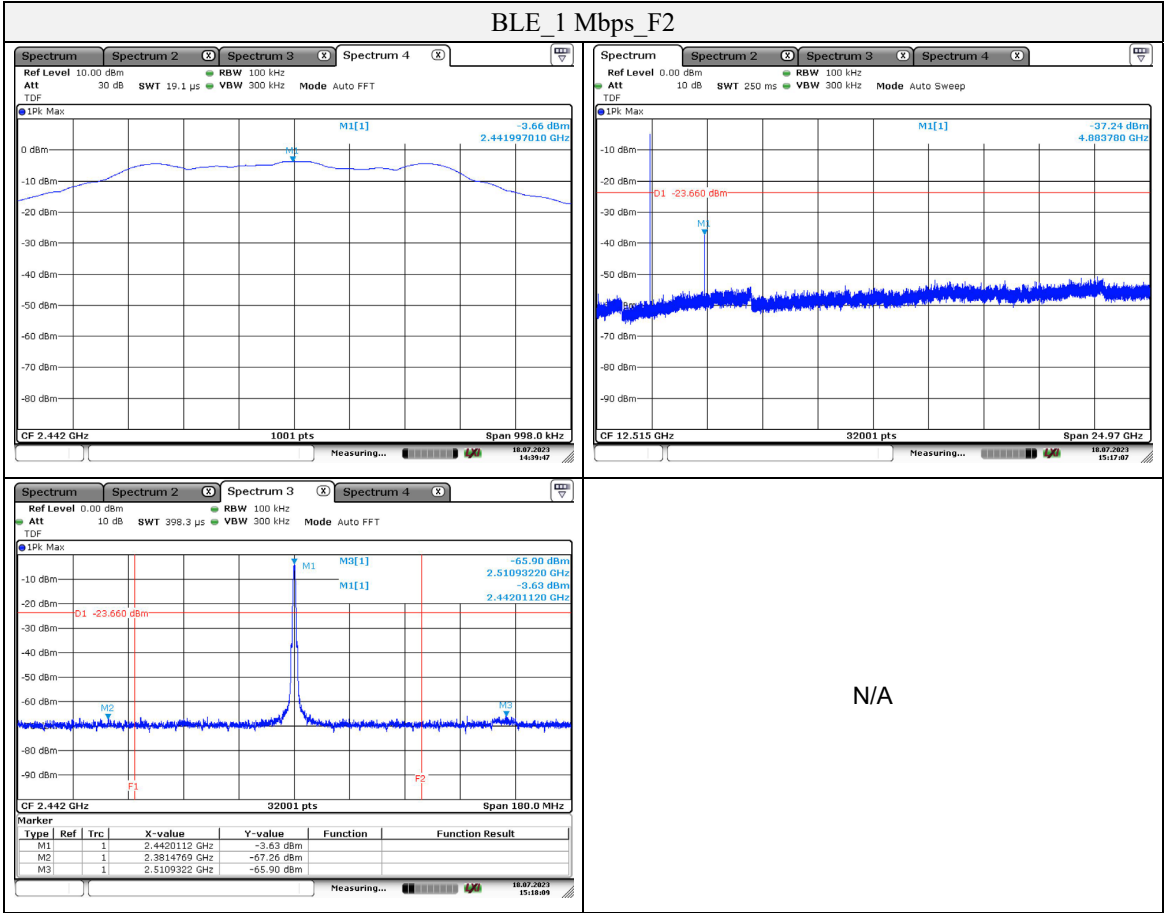 BLE_1 Mbps_F2
Spectrum Spectrum 2 X Spectrum 3 X Spectrum 4 X
Ref Level 10.00 dBm RBW 100 kHz
Att 30 dB SWT 19.1 µs VBW 300 kHz Mode Auto FFT
TDF
1Pk Max
M1[1] -3.66 dBm
2.441997010 GHz
0 dBm
M1
-10 dBm
-20 dBm
-30 dBm
-40 dBm
-50 dBm
-60 dBm
-70 dBm
-80 dBm
CF 2.442 GHz 1001 pts Span 998.0 kHz
Measuring... LXI 18.07.2023
14:39:47
Spectrum Spectrum 2 X Spectrum 3 X Spectrum 4 X
Ref Level 0.00 dBm RBW 100 kHz
Att 10 dB SWT 250 ms VBW 300 kHz Mode Auto Sweep
TDF
1Pk Max
M1[1] -37.24 dBm
4.883780 GHz
-10 dBm
-20 dBm
D1 -23.660 dBm
-30 dBm
M1
-40 dBm
-50 dBm
-70 dBm
-80 dBm
-90 dBm
CF 12.515 GHz 32001 pts Span 24.97 GHz
Measuring... LXI 18.07.2023
15:17:07
Spectrum Spectrum 2 X Spectrum 3 X Spectrum 4 X
Ref Level 0.00 dBm RBW 100 kHz
Att 10 dB SWT 398.3 µs VBW 300 kHz Mode Auto FFT
TDF
1Pk Max
M1 M3[1] -65.90 dBm
2.51093220 GHz
-10 dBm M1[1] -3.63 dBm
2.44201120 GHz
-20 dBm
D1 -23.660 dBm
-30 dBm
-40 dBm
-50 dBm
-60 dBm
M2 M3
-80 dBm
-90 dBm
F1 F2
CF 2.442 GHz 32001 pts Span 180.0 MHz
Marker
Type Ref Trc X-value Y-value Function Function Result
M1 1 2.4420112 GHz -3.63 dBm
M2 1 2.3814769 GHz -67.26 dBm
M3 1 2.5109322 GHz -65.90 dBm
Measuring... LXI 18.07.2023
15:18:09
N/A